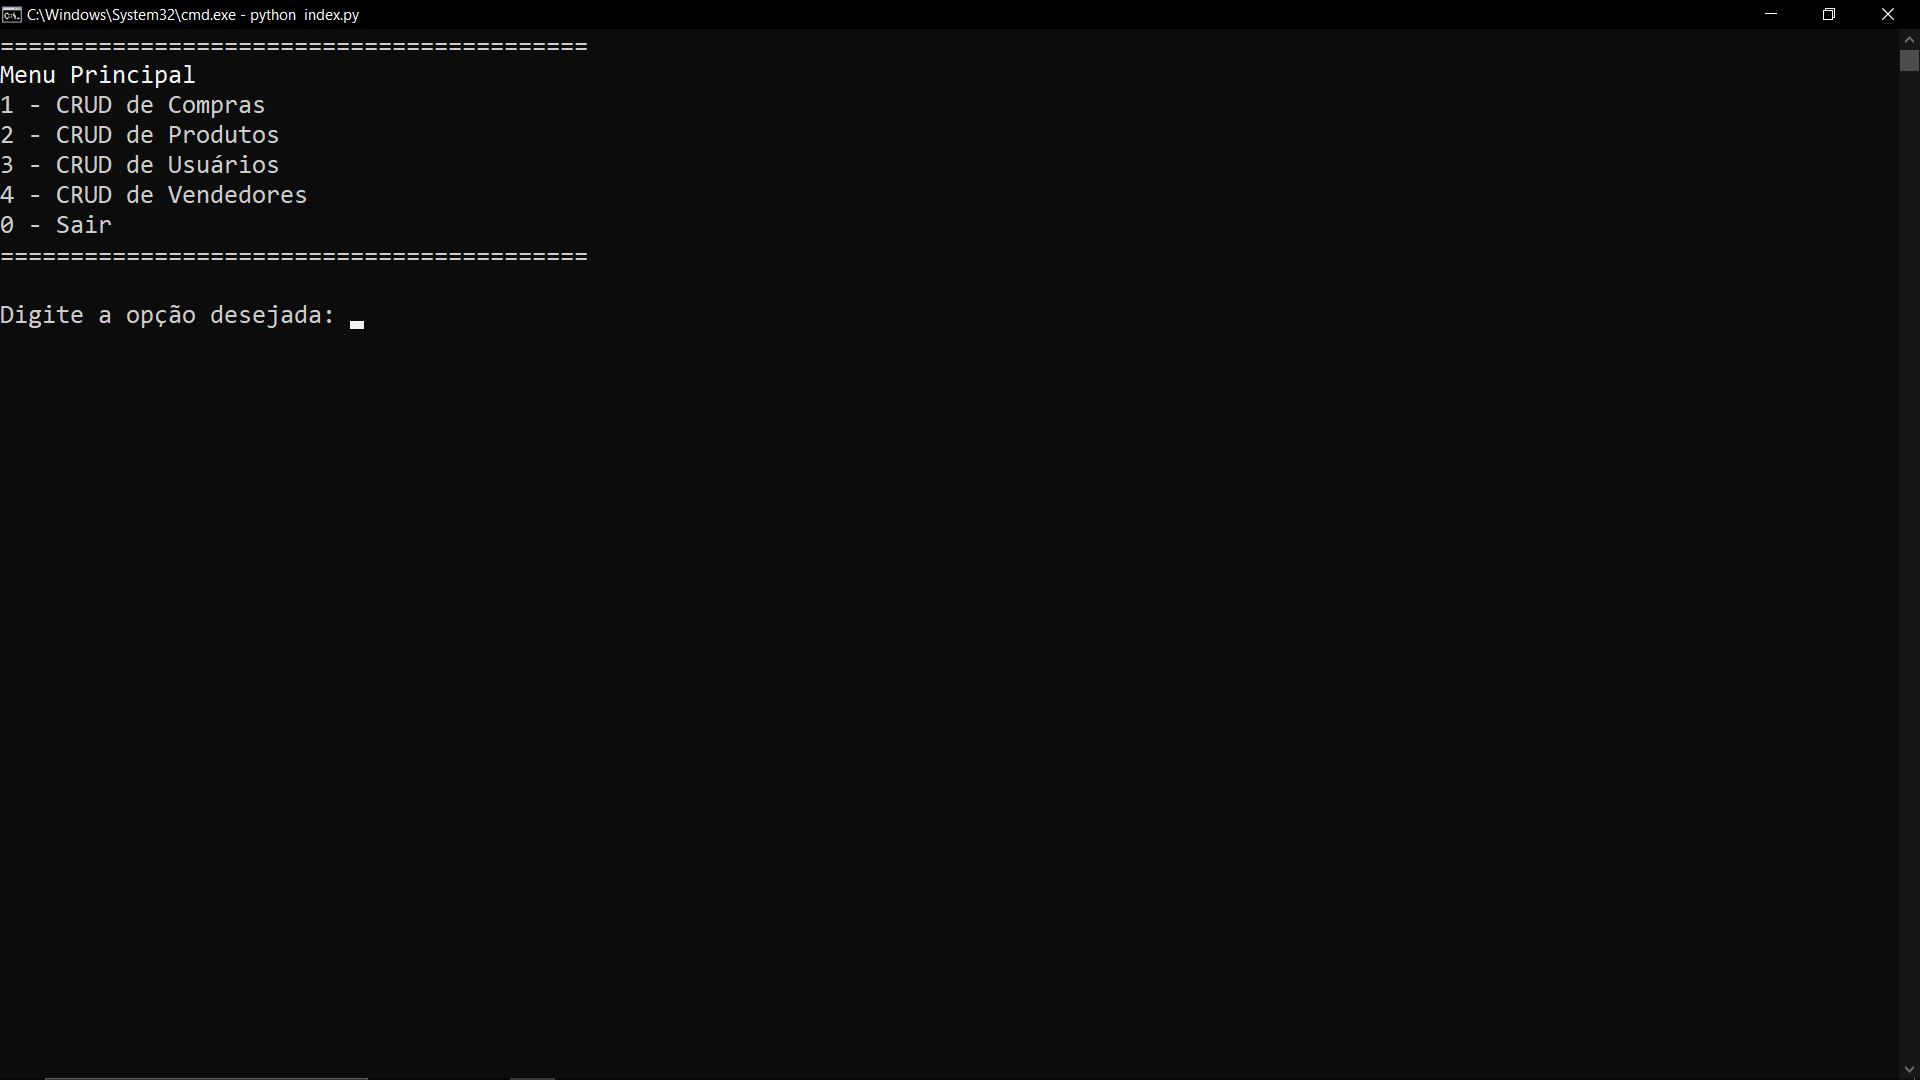 C:\Windows\System32\cmd.exe - python  index.py
==========================================
Menu Principal
1 - CRUD de Compras
2 - CRUD de Produtos
3 - CRUD de Usuários
4 - CRUD de Vendedores
0 - Sair
==========================================
Digite a opção desejada: